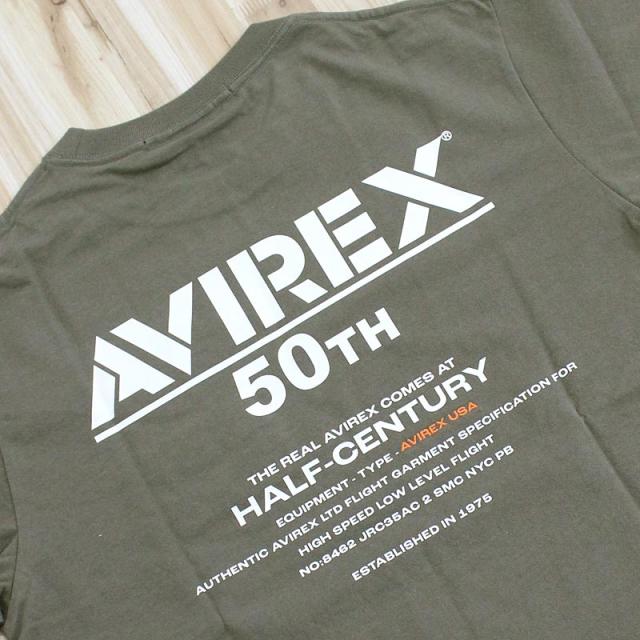 AVIREX®
50TH
THE REAL AVIREX COMES AT
HALF-CENTURY
EQUIPMENT - TYPE - AVIREX USA
AUTHENTIC AVIREX LTD FLIGHT GARMENT SPECIFICATION FOR
HIGH SPEED LOW LEVEL FLIGHT
NO:8462 JRC35AC 2 SMC NYC PB
ESTABLISHED IN 1975